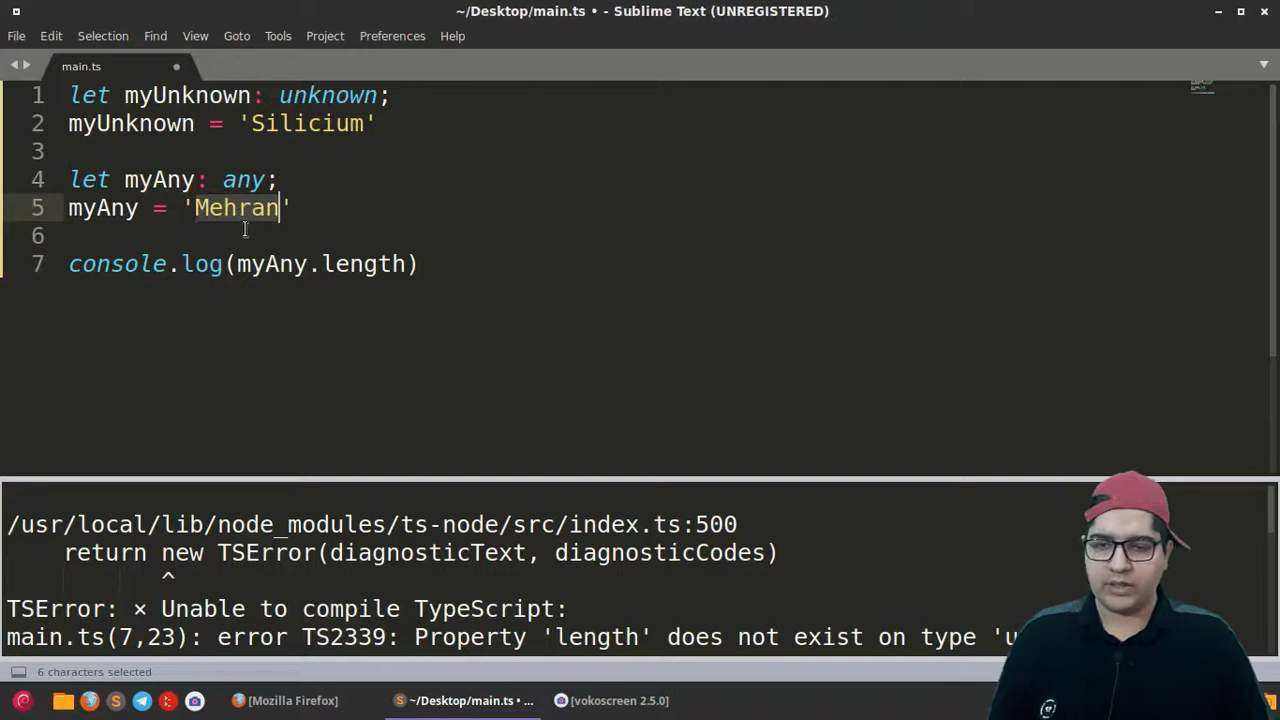 ~/Desktop/main.ts • - Sublime Text (UNREGISTERED)
File Edit Selection Find View Goto Tools Project Preferences Help
main.ts
1 let myUnknown: unknown;
2 myUnknown = 'Silicium'
3
4 let myAny: any;
5 myAny = 'Mehran'
6
7 console.log(myAny.length)
/usr/local/lib/node_modules/ts-node/src/index.ts:500
return new TSError(diagnosticText, diagnosticCodes)
^
TSError: ⨯ Unable to compile TypeScript:
main.ts(7,23): error TS2339: Property 'length' does not exist on type 'u
6 characters selected
[Mozilla Firefox] ~/Desktop/main.ts • ... [vokoscreen 2.5.0]